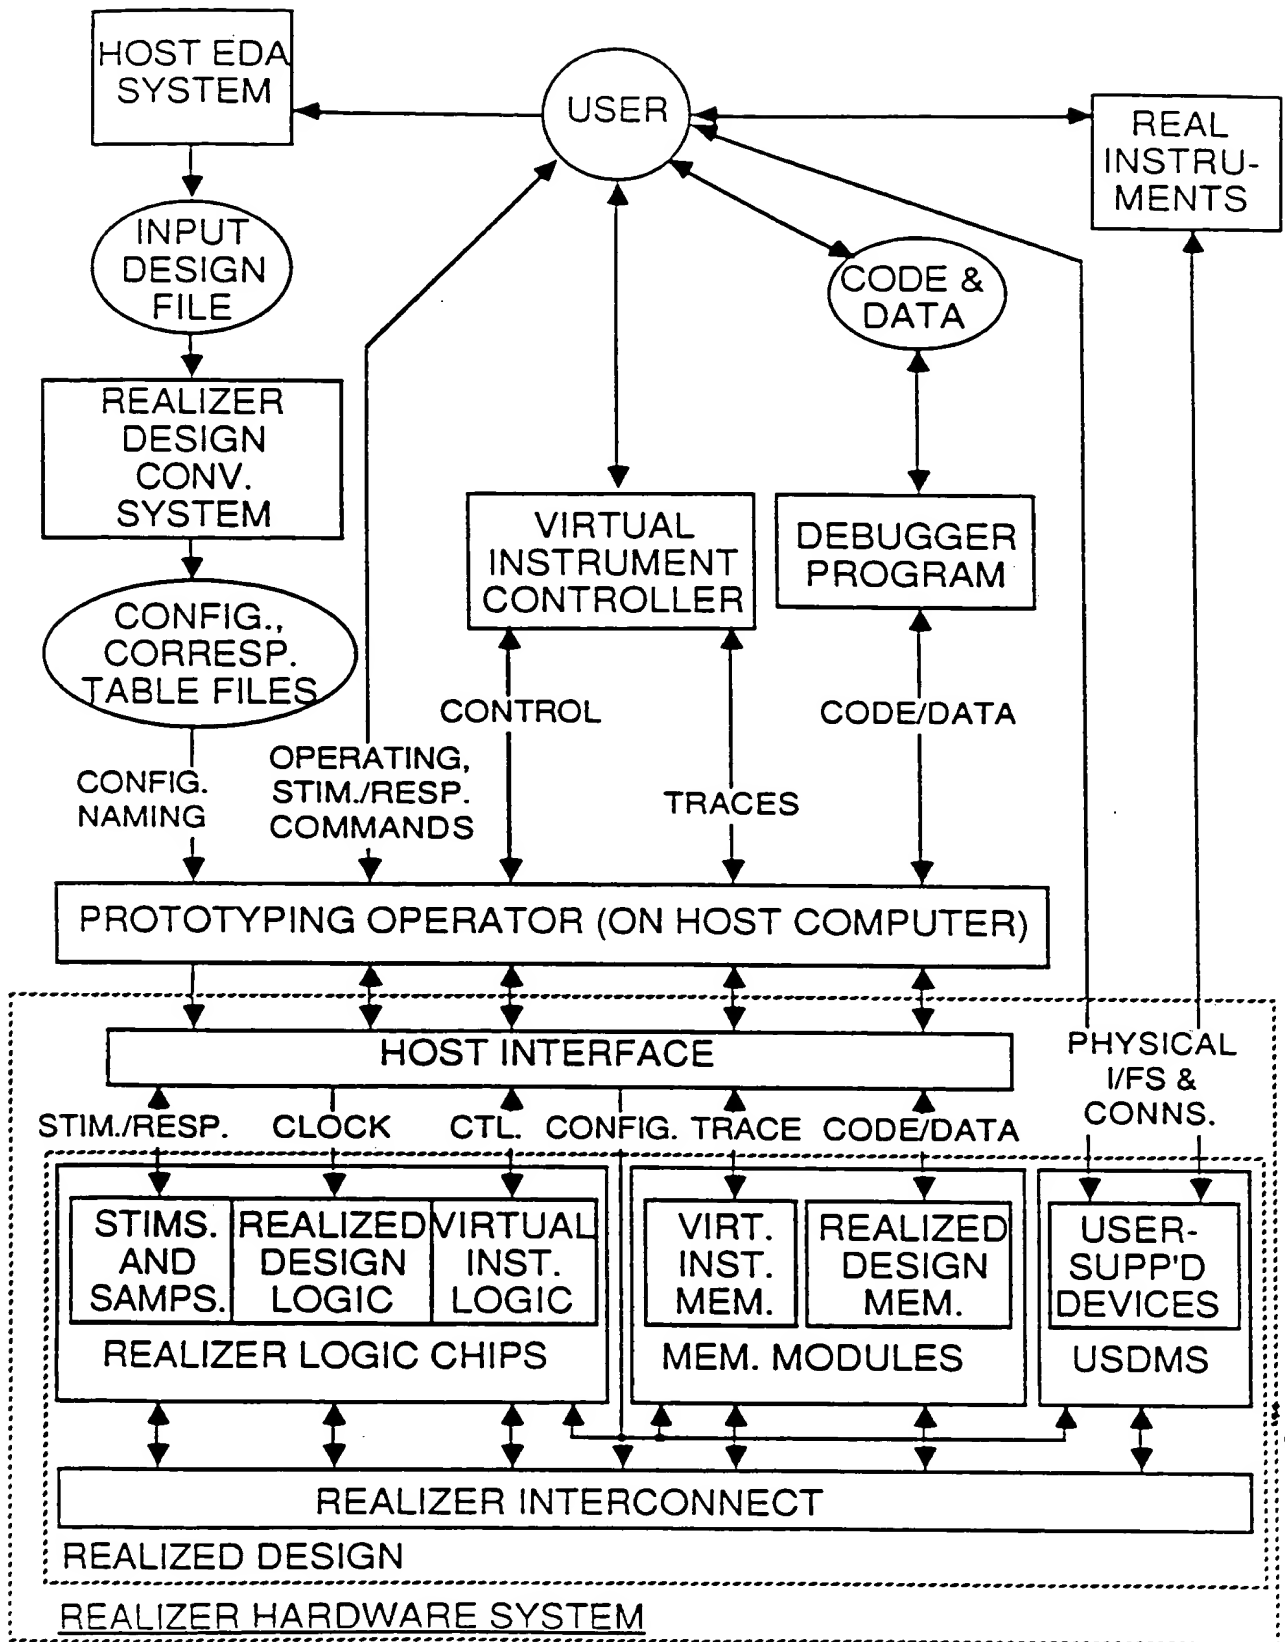 HOST EDA
SYSTEM
USER
REAL
INSTRU-
MENTS
INPUT
DESIGN
FILE
CODE &
DATA
REALIZER
DESIGN
CONV.
SYSTEM
VIRTUAL
INSTRUMENT
CONTROLLER
DEBUGGER
PROGRAM
CONFIG.,
CORRESP.
TABLE FILES
CONTROL
CODE/DATA
CONFIG.
NAMING
OPERATING,
STIM./RESP.
COMMANDS
TRACES
PROTOTYPING OPERATOR (ON HOST COMPUTER)
HOST INTERFACE
PHYSICAL
I/FS &
CONNS.
STIM./RESP.
CLOCK
CTL.
CONFIG.
TRACE
CODE/DATA
STIMS.
AND
SAMPS.
REALIZED
DESIGN
LOGIC
VIRTUAL
INST.
LOGIC
REALIZER LOGIC CHIPS
VIRT.
INST.
MEM.
REALIZED
DESIGN
MEM.
MEM. MODULES
USER-
SUPP'D
DEVICES
USDMS
REALIZER INTERCONNECT
REALIZED DESIGN
REALIZER HARDWARE SYSTEM